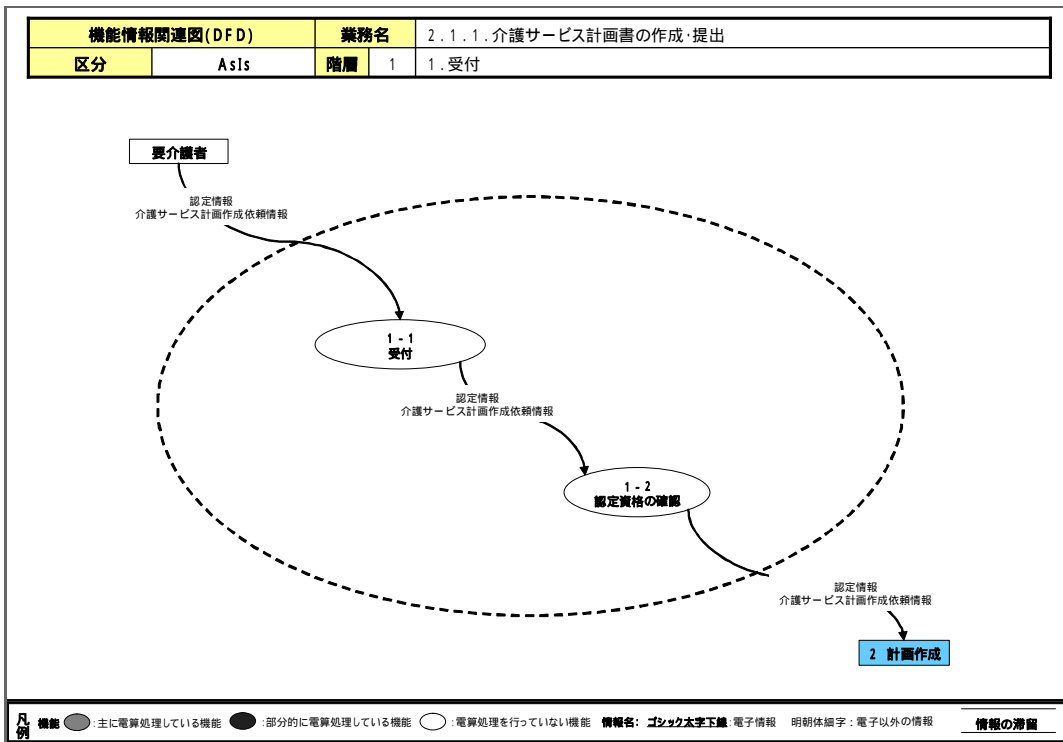 機能情報関連図(DFD) 業務名 2.1.1.介護サービス計画書の作成・提出
区分 AsIs 階層 1 1.受付
要介護者
認定情報
介護サービス計画作成依頼情報
1-1
受付
認定情報
介護サービス計画作成依頼情報
1-2
認定資格の確認
認定情報
介護サービス計画作成依頼情報
2 計画作成
凡例 機能 :主に電算処理している機能 :部分的に電算処理している機能 :電算処理を行っていない機能 情報名: ゴシック太字下線:電子情報 明朝体細字:電子以外の情報 情報の滞留